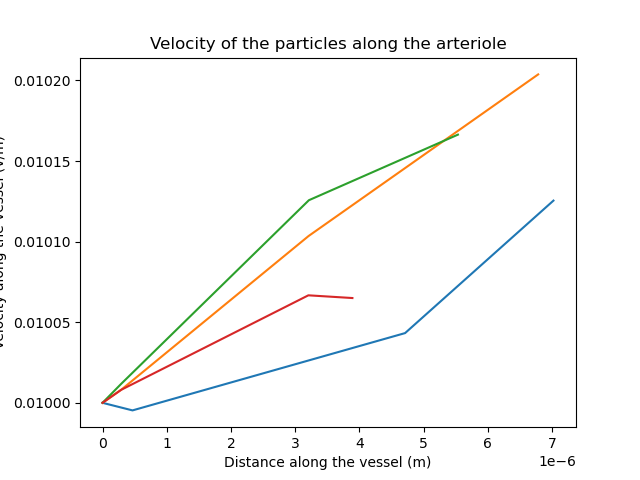 Velocity of the particles along the arteriole
0.01020
0.01015
0.01010
0.01005
0.01000
along the vessel
0 1 2 3 4 5 6 7
1e−6
Distance along the vessel (m)